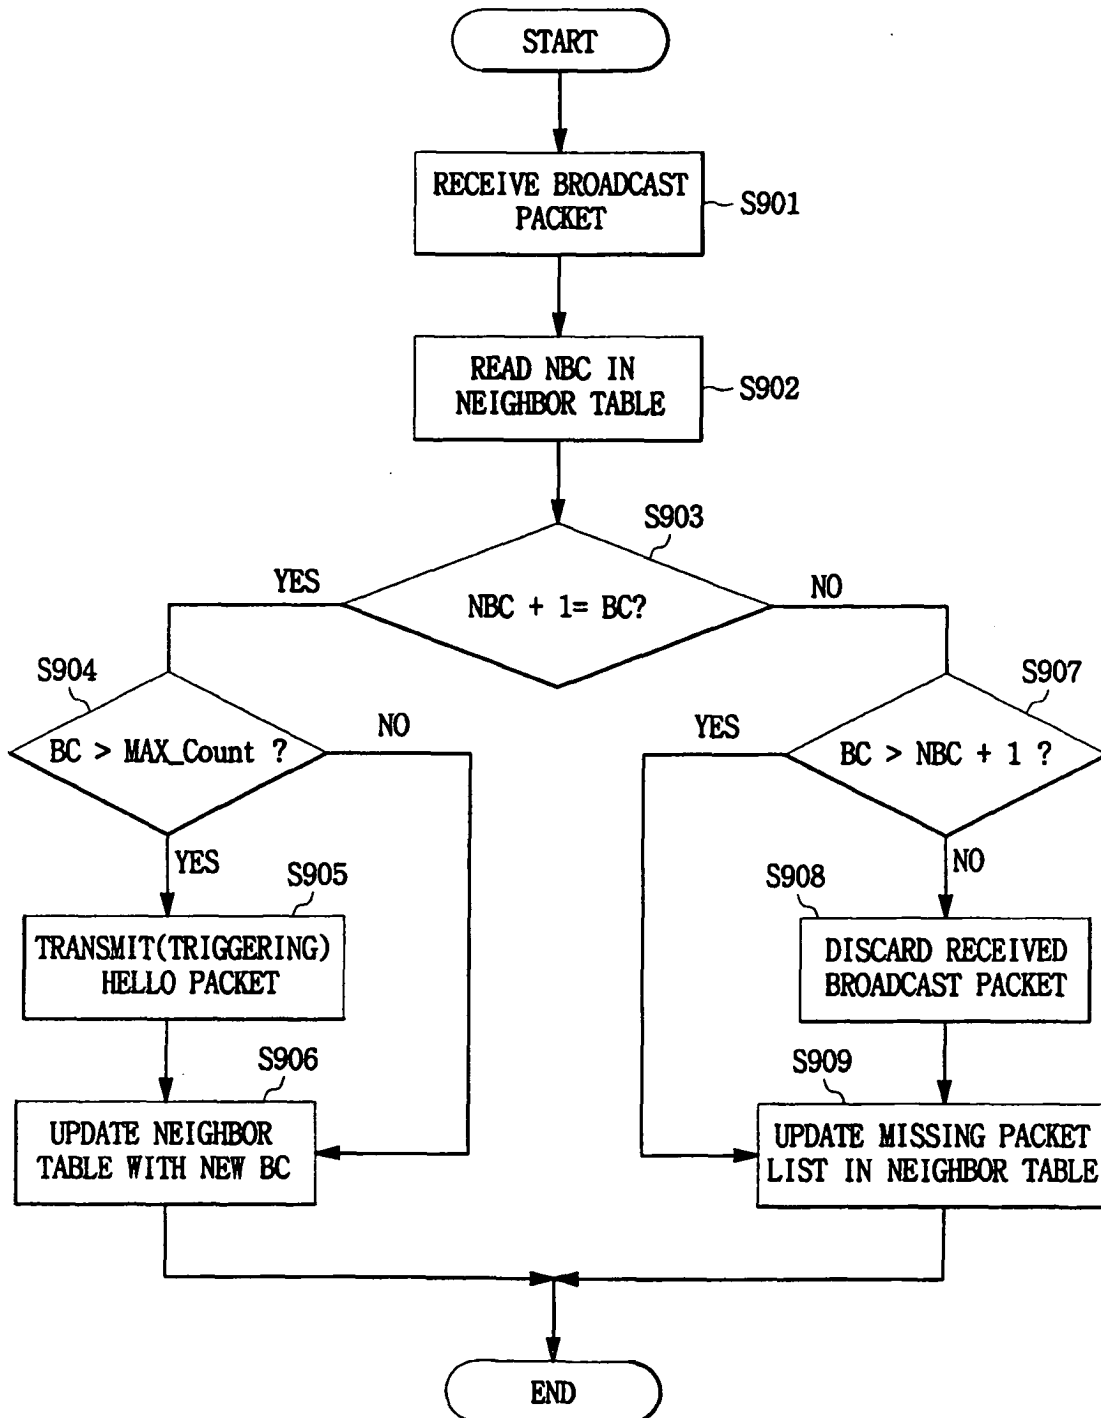 START
RECEIVE BROADCAST
PACKET
S901
READ NBC IN
NEIGHBOR TABLE
S902
S903
NBC + 1= BC?
YES
NO
S904
BC > MAX_Count ?
NO
YES
S907
BC > NBC + 1 ?
YES
NO
S905
TRANSMIT(TRIGGERING)
HELLO PACKET
S908
DISCARD RECEIVED
BROADCAST PACKET
S906
UPDATE NEIGHBOR
TABLE WITH NEW BC
S909
UPDATE MISSING PACKET
LIST IN NEIGHBOR TABLE
END